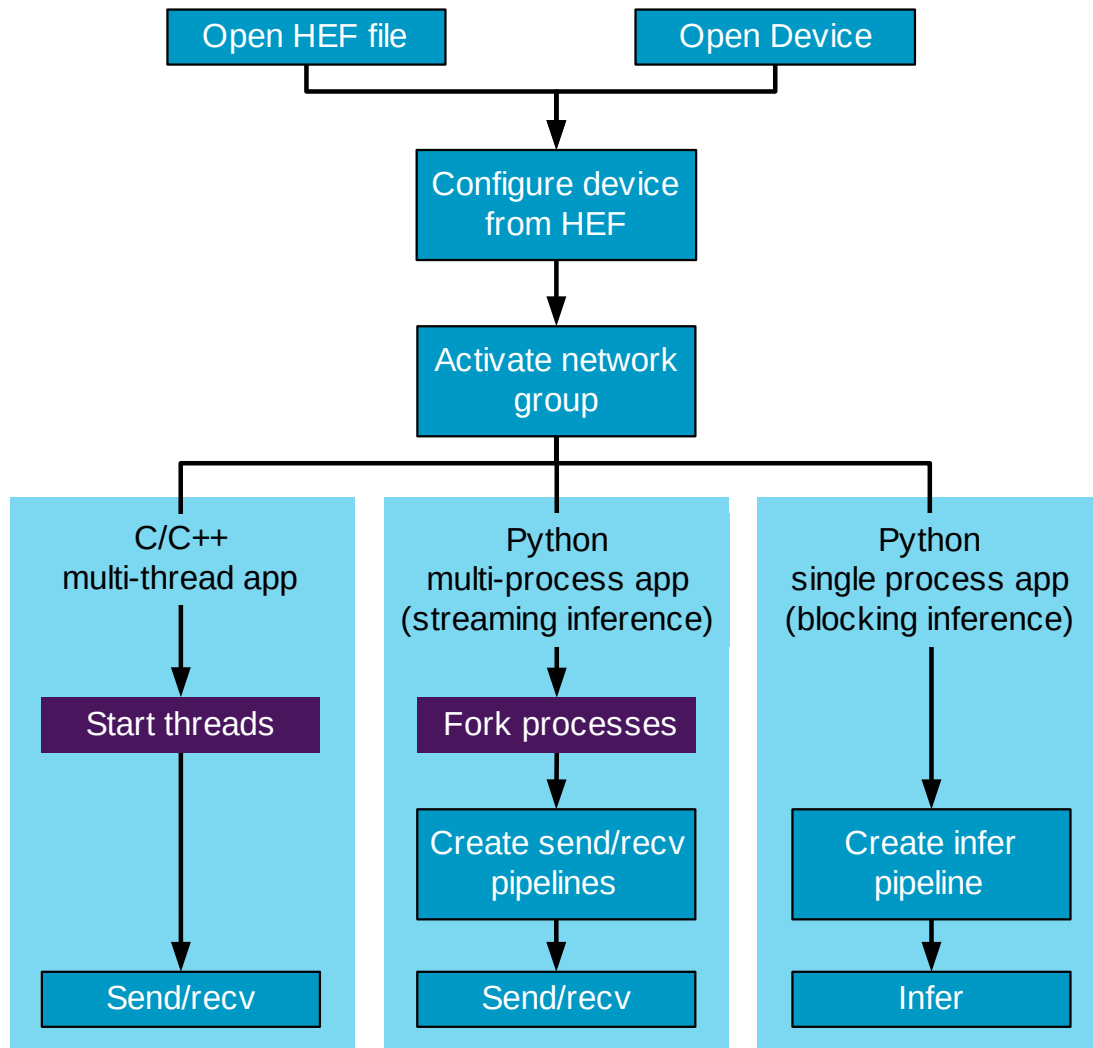 Open HEF file
Open Device
Configure device
from HEF
Activate network
group
C/C++
multi-thread app
Start threads
Send/recv
Python
multi-process app
(streaming inference)
Fork processes
Create send/recv
pipelines
Send/recv
Python
single process app
(blocking inference)
Create infer
pipeline
Infer